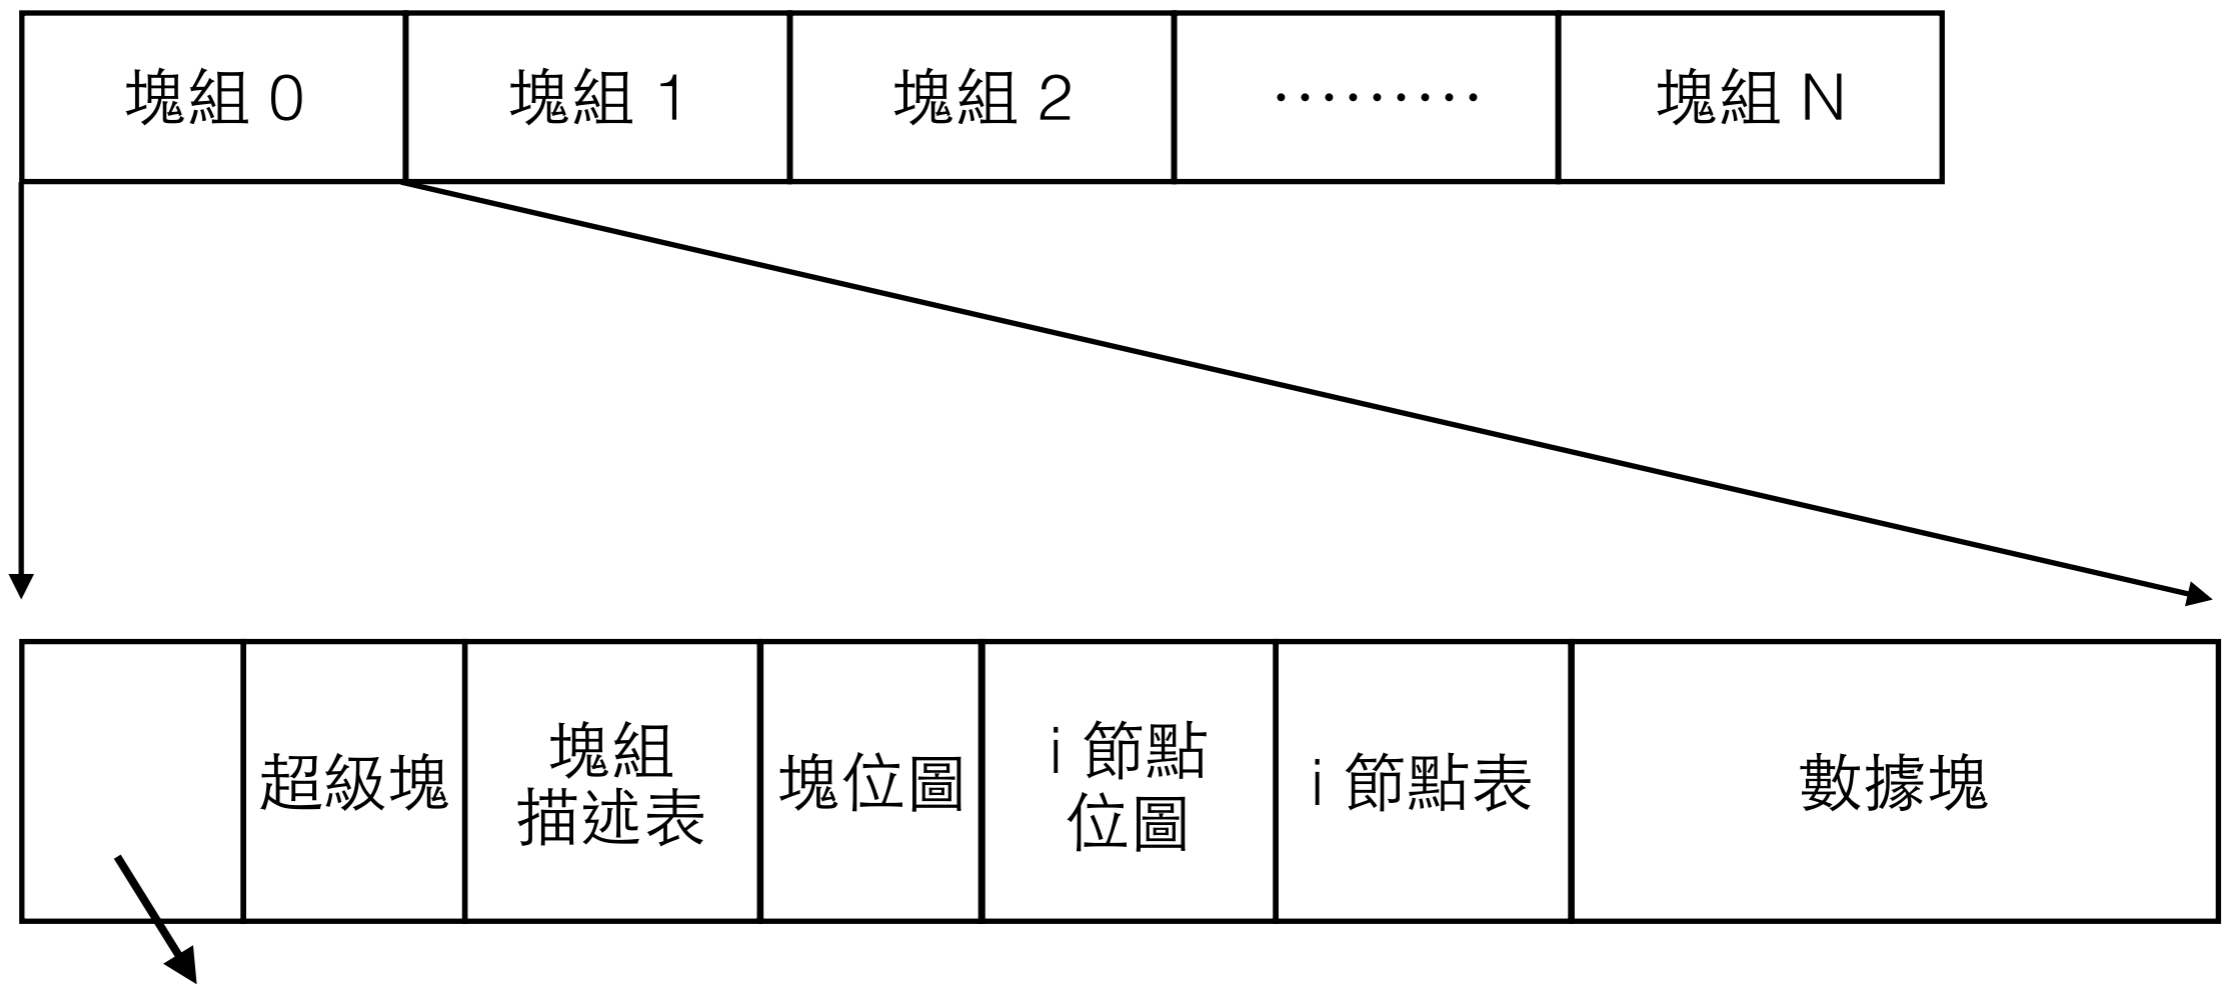 塊組 0
塊組 1
塊組 2
………
塊組 N
超級塊
塊組
描述表
塊位圖
i 節點
位圖
i 節點表
數據塊